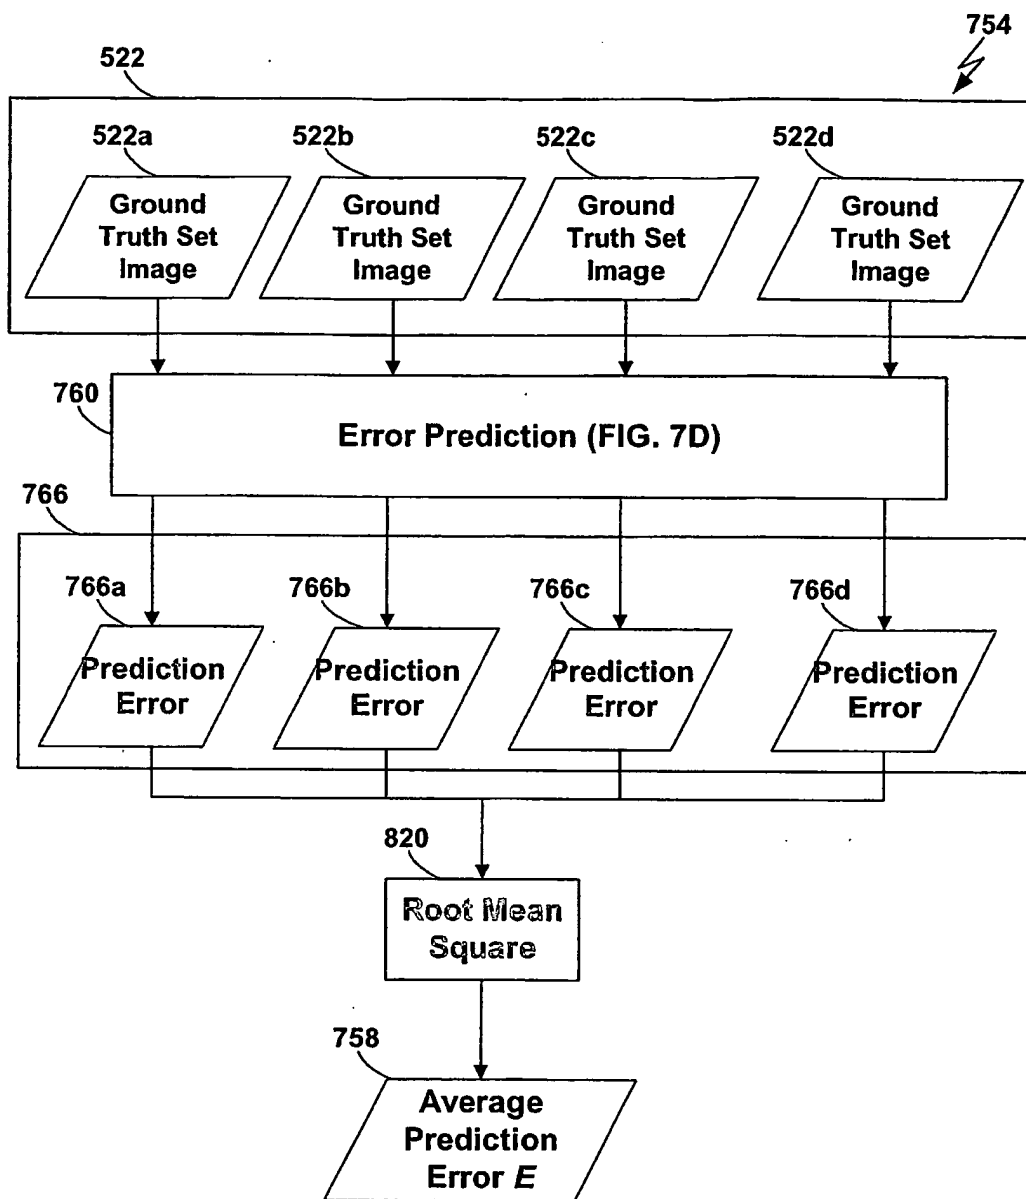 754
522
522a
522b
522c
522d
Ground
Truth Set
Image
Ground
Truth Set
Image
Ground
Truth Set
Image
Ground
Truth Set
Image
760
Error Prediction (FIG. 7D)
766
766a
766b
766c
766d
Prediction
Error
Prediction
Error
Prediction
Error
Prediction
Error
820
Root Mean
Square
758
Average
Prediction
Error E